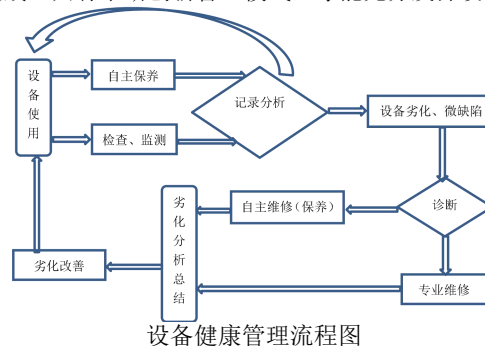 设备使用
自主保养
检查、监测
记录分析
设备劣化、微缺陷
诊断
自主维修（保养）
专业维修
劣化分析总结
劣化改善
设备健康管理流程图